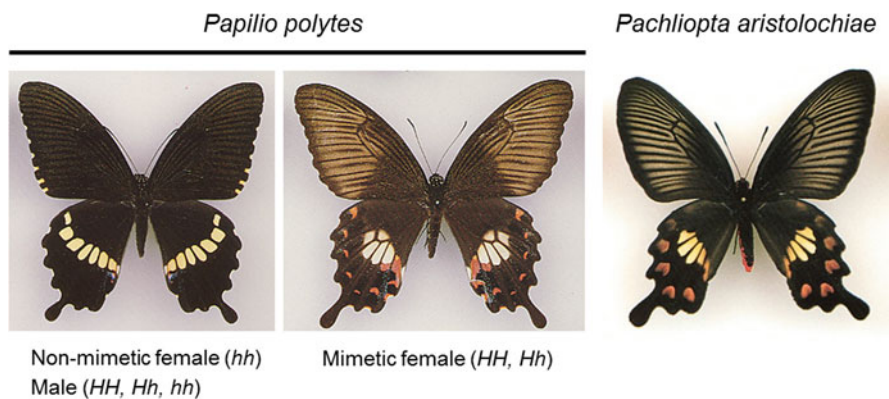 Papilio polytes
Pachliopta aristolochiae
Non-mimetic female (hh)
Male (HH, Hh, hh)
Mimetic female (HH, Hh)